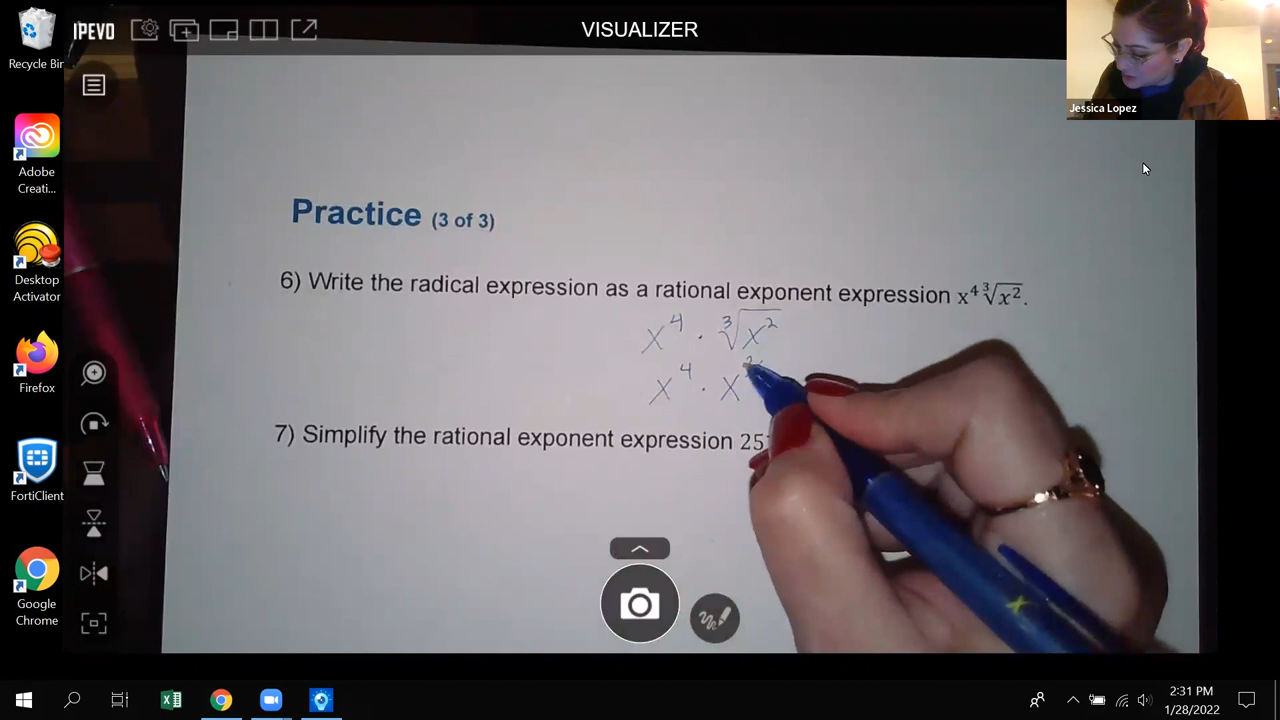 IPEVO
VISUALIZER
Recycle Bin
Jessica Lopez
Adobe
Creati...
Practice (3 of 3)
Desktop
Activator
6) Write the radical expression as a rational exponent expression x⁴∛x².
x⁴ · ∛x²
Firefox
x⁴ · x²
7) Simplify the rational exponent expression 25
FortiClient
Google
Chrome
2:31 PM
1/28/2022